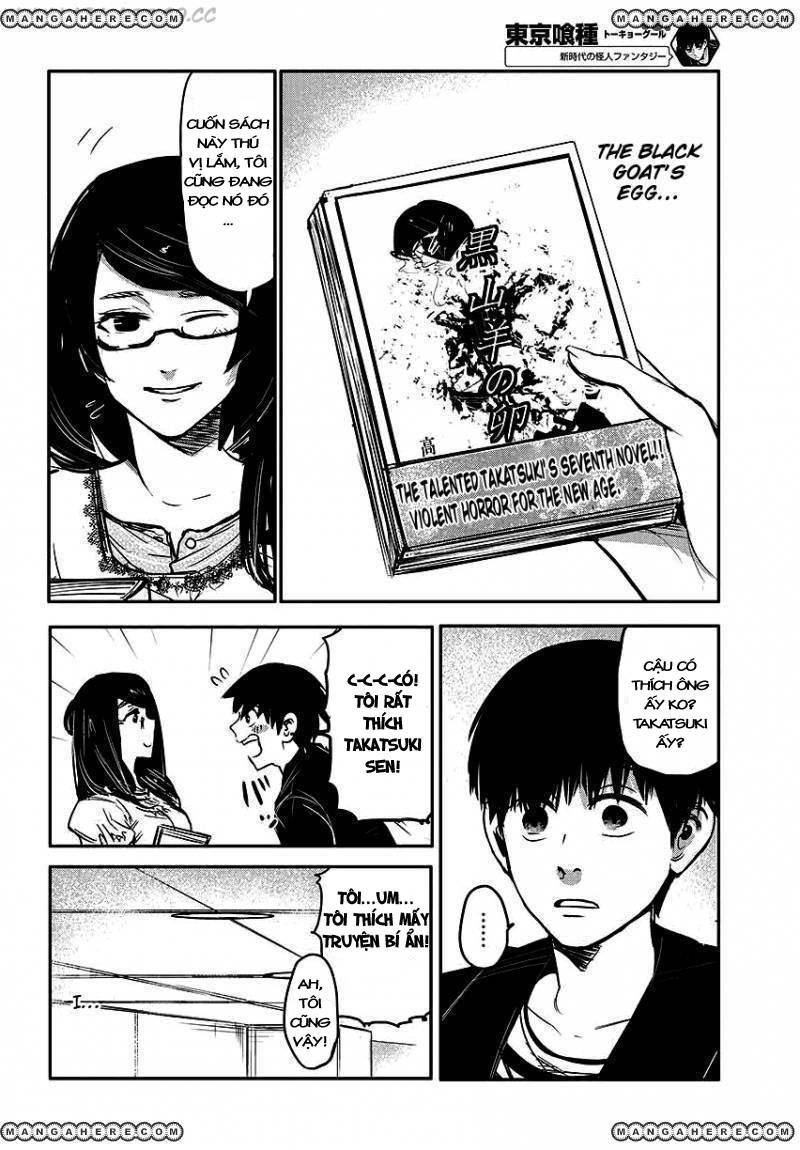 MANGAHERE.COM
MANGAHERE.COM
東京喰種
トーキョーグール
新時代の怪人ファンタジー
THE BLACK
GOAT'S
EGG...
黒山羊の卵
高
THE TALENTED TAKATSUKI'S SEVENTH NOVEL!!
VIOLENT HORROR FOR THE NEW AGE.
CUỐN SÁCH
NÀY THÚ
VỊ LẮM, TÔI
CŨNG ĐANG
ĐỌC NÓ ĐÓ
...
CẬU CÓ
THÍCH ÔNG
ẤY KO?
TAKATSUKI
ẤY?
........
C-C-C-CÓ!
TÔI RẤT
THÍCH
TAKATSUKI
SEN!
TÔI...UM...
TÔI THÍCH MẤY
TRUYỆN BÍ ẨN!
AH,
TÔI
CŨNG
VẬY!
I...
MANGAHERE.COM
MANGAHERE.COM